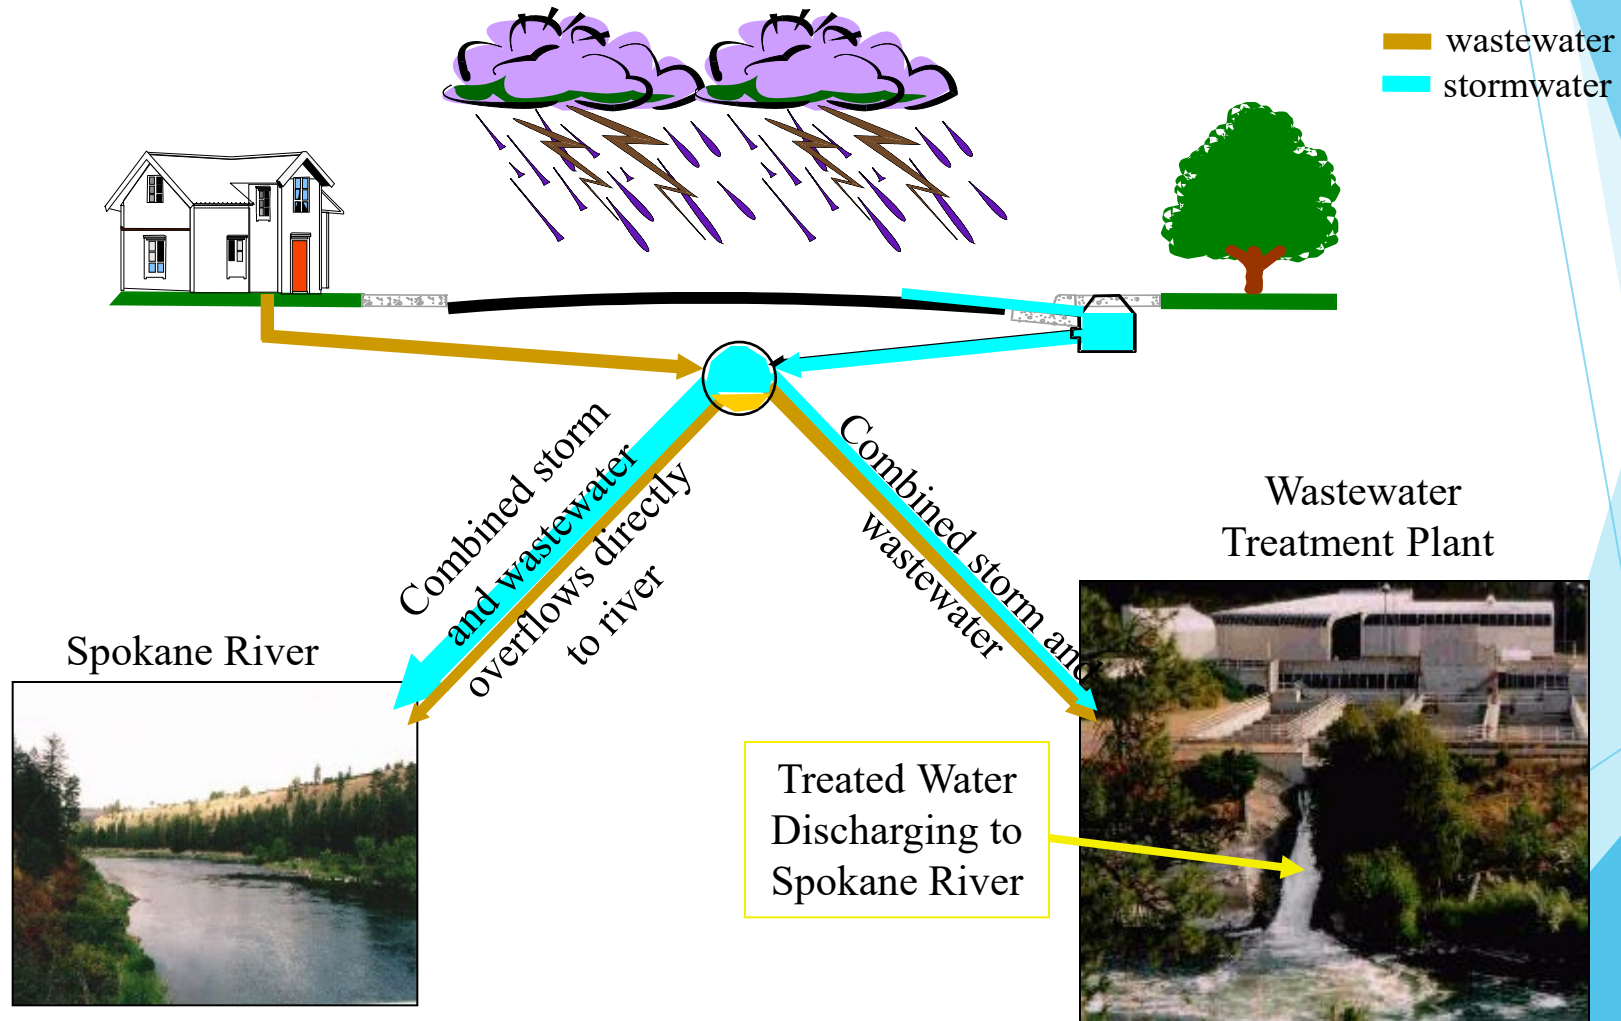 wastewater
stormwater
Combined storm
and wastewater
overflows directly
to river
Combined storm and
wastewater
Wastewater
Treatment Plant
Spokane River
Treated Water
Discharging to
Spokane River